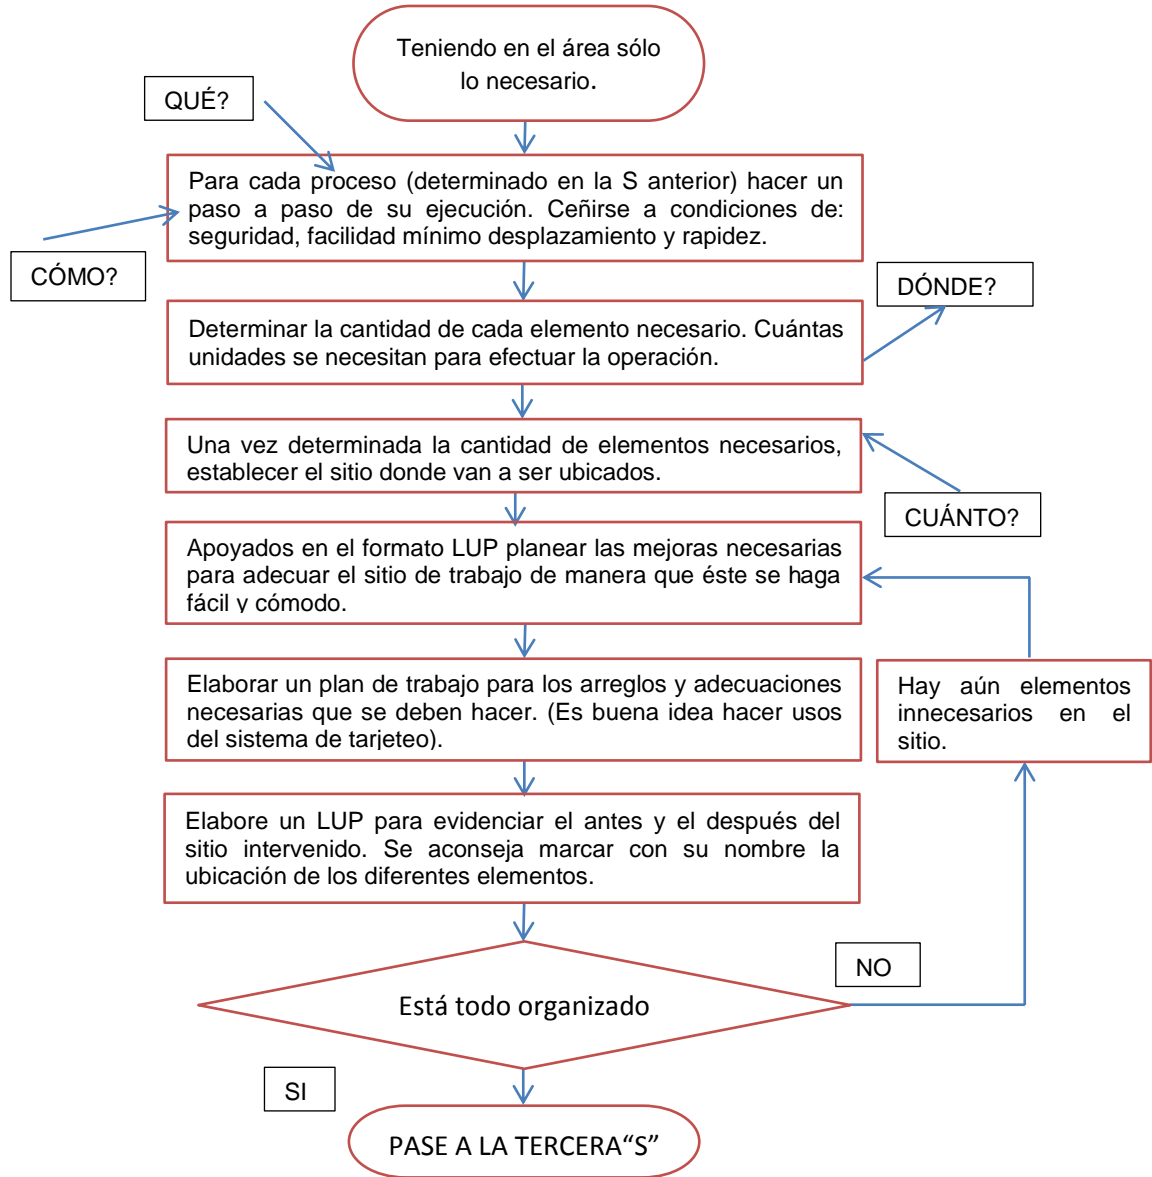 Teniendo en el área sólo
lo necesario.
QUÉ?
Para cada proceso (determinado en la S anterior) hacer un
paso a paso de su ejecución. Ceñirse a condiciones de:
seguridad, facilidad mínimo desplazamiento y rapidez.
CÓMO?
DÓNDE?
Determinar la cantidad de cada elemento necesario. Cuántas
unidades se necesitan para efectuar la operación.
Una vez determinada la cantidad de elementos necesarios,
establecer el sitio donde van a ser ubicados.
CUÁNTO?
Apoyados en el formato LUP planear las mejoras necesarias
para adecuar el sitio de trabajo de manera que éste se haga
fácil y cómodo.
Elaborar un plan de trabajo para los arreglos y adecuaciones
necesarias que se deben hacer. (Es buena idea hacer usos
del sistema de tarjeteo).
Hay aún elementos
innecesarios en el
sitio.
Elabore un LUP para evidenciar el antes y el después del
sitio intervenido. Se aconseja marcar con su nombre la
ubicación de los diferentes elementos.
NO
Está todo organizado
SI
PASE A LA TERCERA“S”